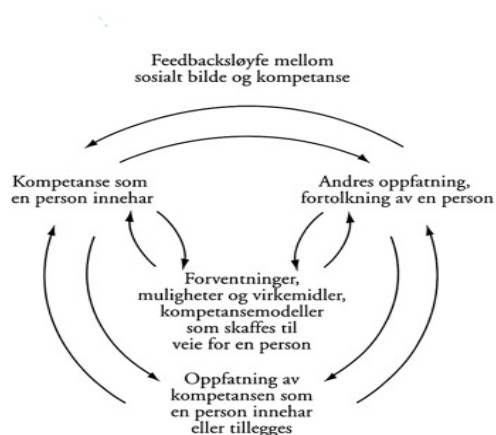 Feedbacksløyfe mellom
sosialt bilde og kompetanse
Kompetanse som
en person innehar
Andres oppfatning,
fortolkning av en person
Forventninger,
muligheter og virkemidler,
kompetansemodeller
som skaffes til
veie for en person
Oppfatning av
kompetansen som
en person innehar
eller tillegges